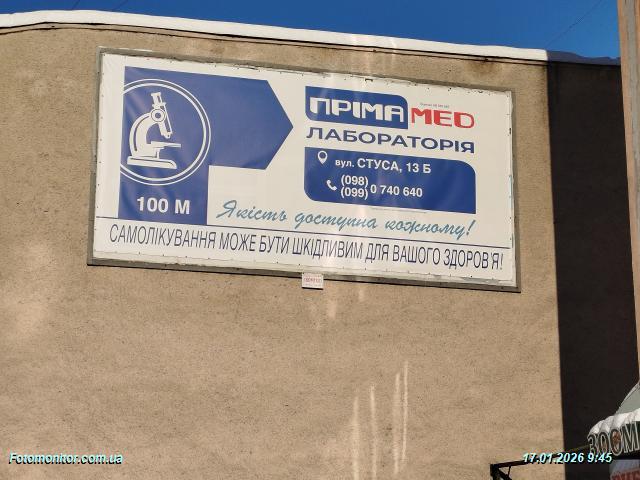 ПРІМА MED
ЛАБОРАТОРІЯ
вул. СТУСА, 13 Б
(098)
(099) 0 740 640
100 М
Якість доступна кожному!
САМОЛІКУВАННЯ МОЖЕ БУТИ ШКІДЛИВИМ ДЛЯ ВАШОГО ЗДОРОВ'Я!
ЗООМ
Fotomonitor.com.ua
17.01.2026 9:45